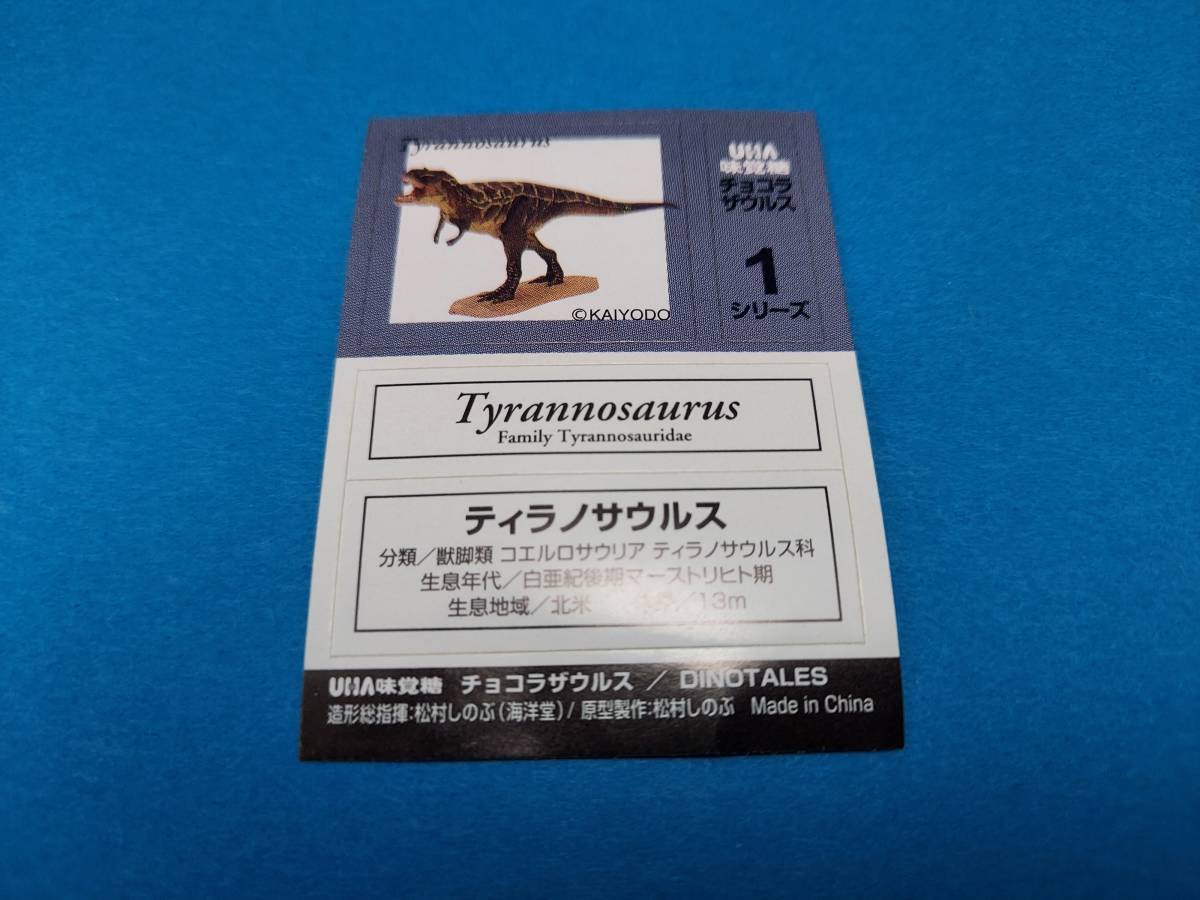 Tyrannosaurus
©KAIYODO
UHA
味覚糖
チョコラ
ザウルス
1
シリーズ
Tyrannosaurus
Family Tyrannosauridae
ティラノサウルス
分類／獣脚類 コエルロサウリア ティラノサウルス科
生息年代／白亜紀後期マーストリヒト期
生息地域／北米 ／13m
UHA味覚糖 チョコラザウルス ／ DINOTALES
造形総指揮:松村しのぶ（海洋堂）/ 原型製作:松村しのぶ Made in China